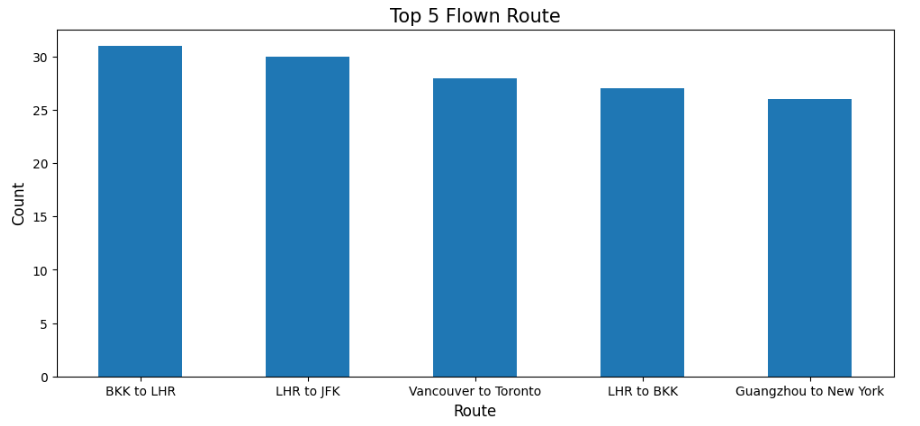 Top 5 Flown Route
Count
30
25
20
15
10
5
0
BKK to LHR
LHR to JFK
Vancouver to Toronto
LHR to BKK
Guangzhou to New York
Route